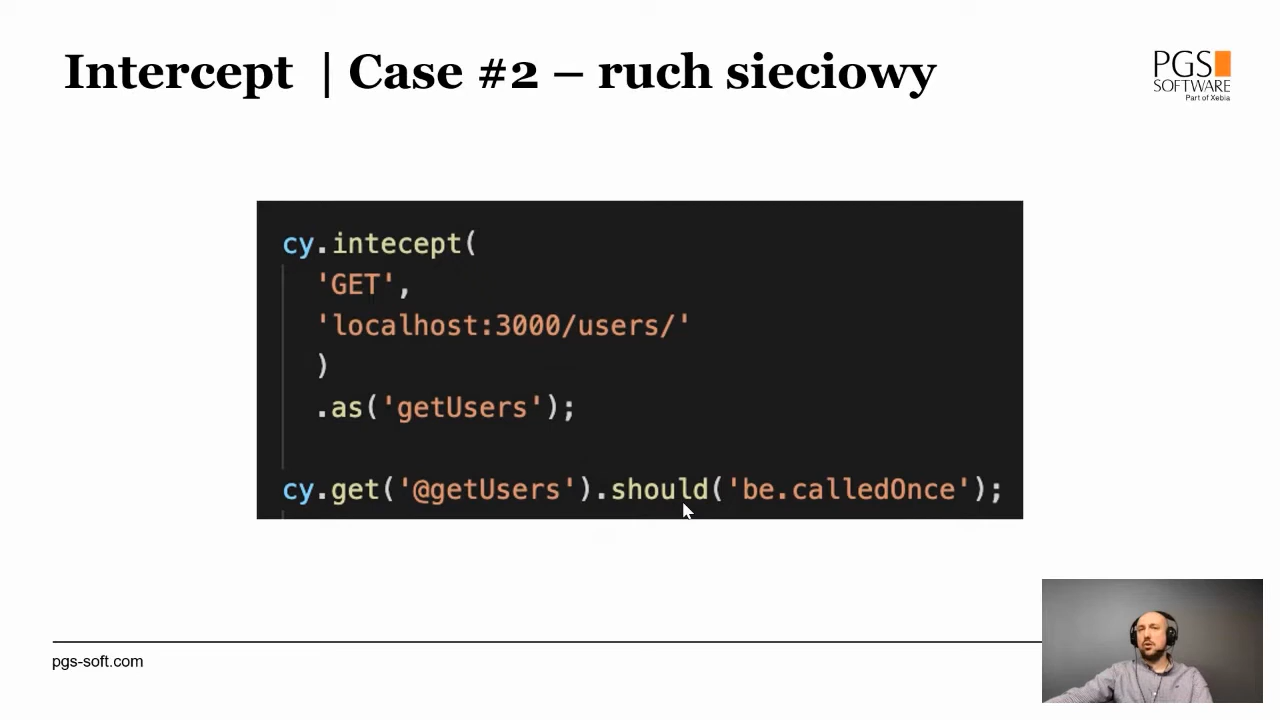 Intercept | Case #2 – ruch sieciowy
PGS
SOFTWARE
Part of Xebia
cy.intecept(
'GET',
'localhost:3000/users/'
)
.as('getUsers');
cy.get('@getUsers').should('be.calledOnce');
pgs-soft.com